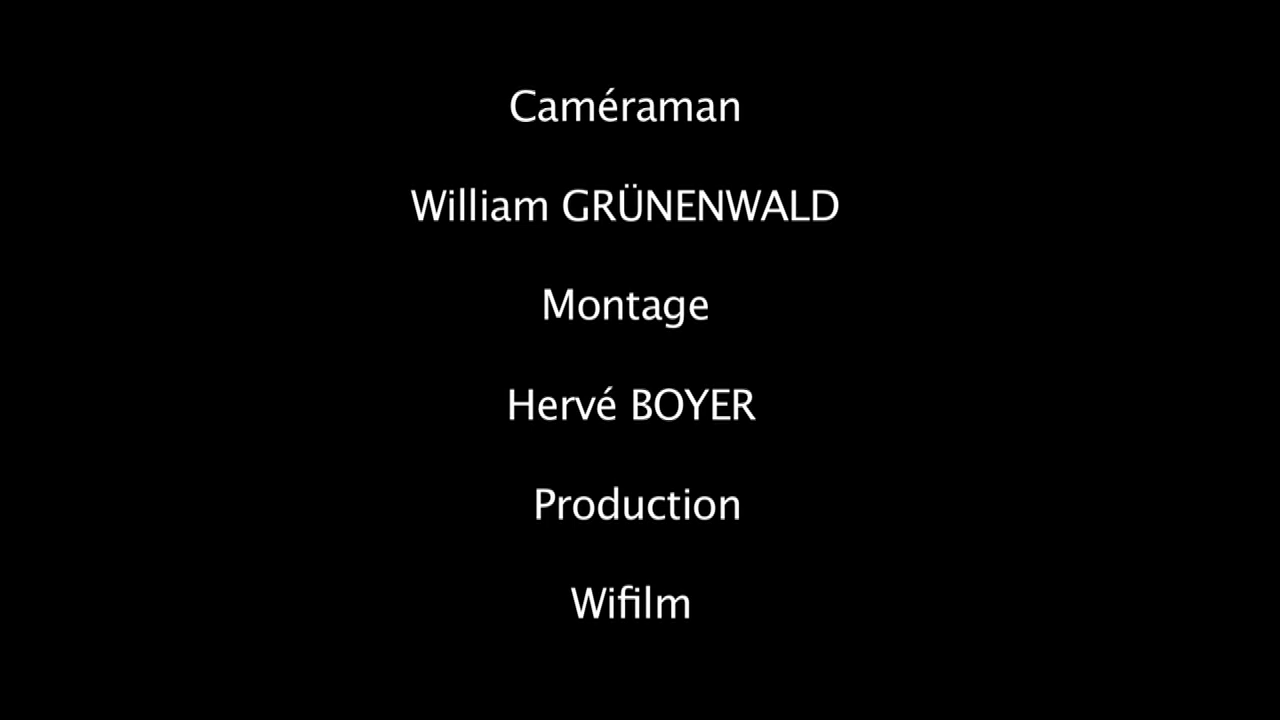 Caméraman
William GRÜNENWALD
Montage
Hervé BOYER
Production
Wifilm